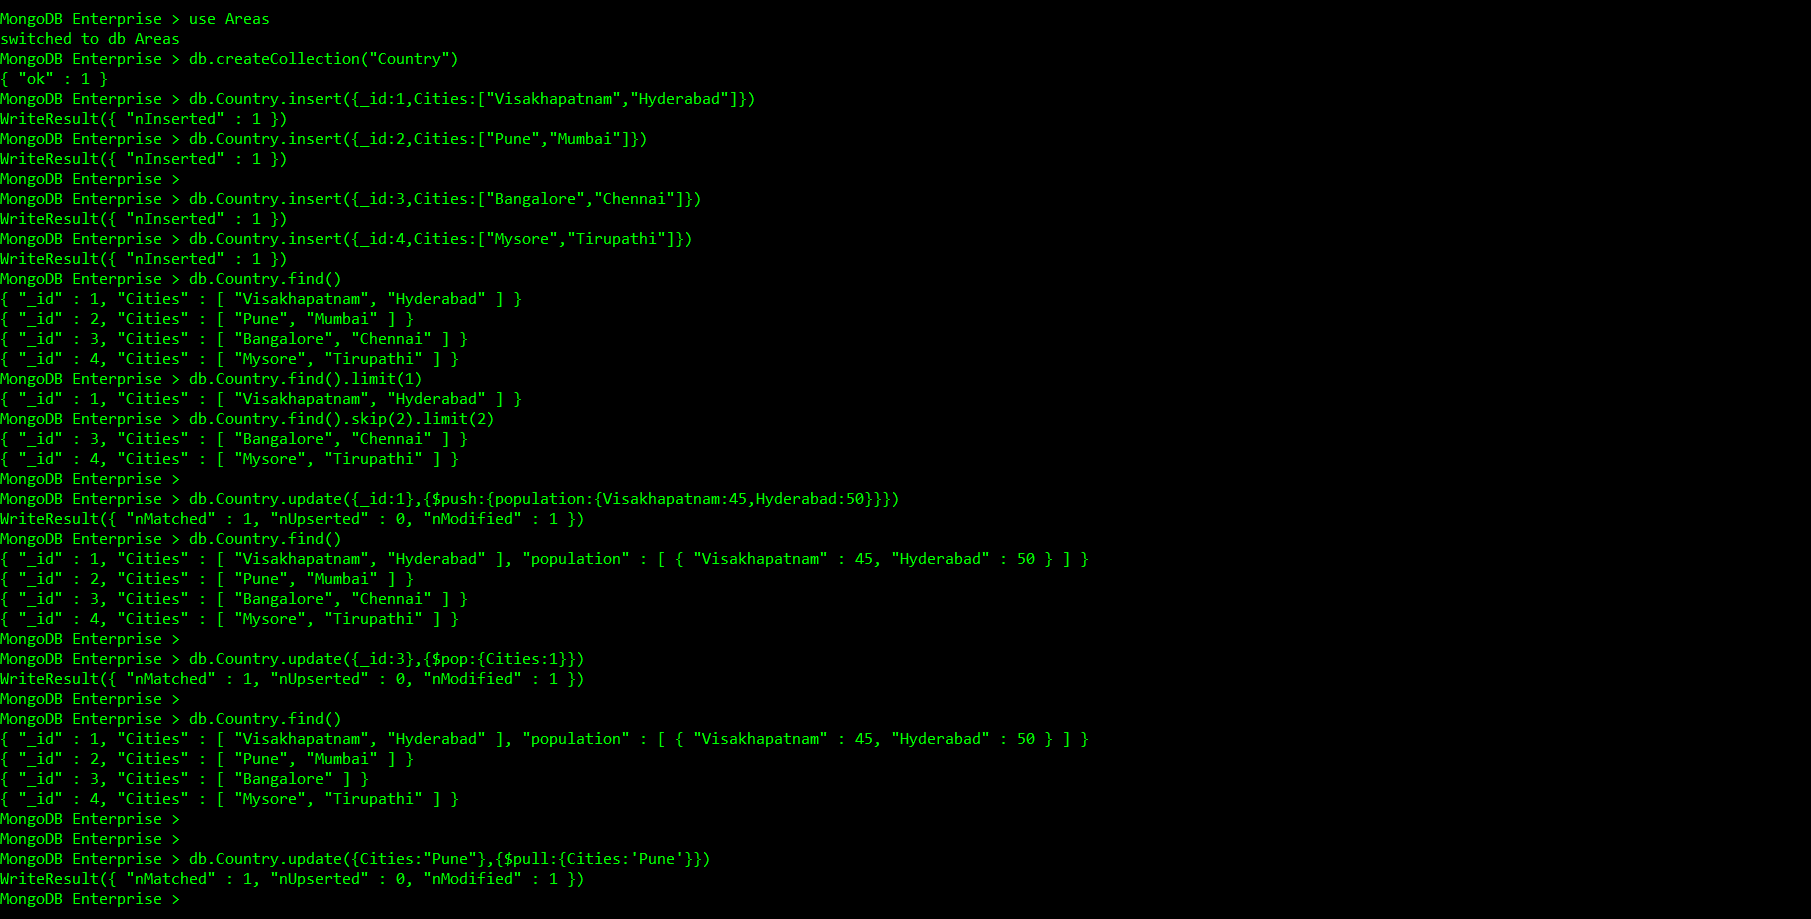 MongoDB Enterprise > use Areas
switched to db Areas
MongoDB Enterprise > db.createCollection("Country")
{ "ok" : 1 }
MongoDB Enterprise > db.Country.insert({_id:1,Cities:["Visakhapatnam","Hyderabad"]})
WriteResult({ "nInserted" : 1 })
MongoDB Enterprise > db.Country.insert({_id:2,Cities:["Pune","Mumbai"]})
WriteResult({ "nInserted" : 1 })
MongoDB Enterprise >
MongoDB Enterprise > db.Country.insert({_id:3,Cities:["Bangalore","Chennai"]})
WriteResult({ "nInserted" : 1 })
MongoDB Enterprise > db.Country.insert({_id:4,Cities:["Mysore","Tirupathi"]})
WriteResult({ "nInserted" : 1 })
MongoDB Enterprise > db.Country.find()
{ "_id" : 1, "Cities" : [ "Visakhapatnam", "Hyderabad" ] }
{ "_id" : 2, "Cities" : [ "Pune", "Mumbai" ] }
{ "_id" : 3, "Cities" : [ "Bangalore", "Chennai" ] }
{ "_id" : 4, "Cities" : [ "Mysore", "Tirupathi" ] }
MongoDB Enterprise > db.Country.find().limit(1)
{ "_id" : 1, "Cities" : [ "Visakhapatnam", "Hyderabad" ] }
MongoDB Enterprise > db.Country.find().skip(2).limit(2)
{ "_id" : 3, "Cities" : [ "Bangalore", "Chennai" ] }
{ "_id" : 4, "Cities" : [ "Mysore", "Tirupathi" ] }
MongoDB Enterprise >
MongoDB Enterprise > db.Country.update({_id:1},{$push:{population:{Visakhapatnam:45,Hyderabad:50}}})
WriteResult({ "nMatched" : 1, "nUpserted" : 0, "nModified" : 1 })
MongoDB Enterprise > db.Country.find()
{ "_id" : 1, "Cities" : [ "Visakhapatnam", "Hyderabad" ], "population" : [ { "Visakhapatnam" : 45, "Hyderabad" : 50 } ] }
{ "_id" : 2, "Cities" : [ "Pune", "Mumbai" ] }
{ "_id" : 3, "Cities" : [ "Bangalore", "Chennai" ] }
{ "_id" : 4, "Cities" : [ "Mysore", "Tirupathi" ] }
MongoDB Enterprise >
MongoDB Enterprise > db.Country.update({_id:3},{$pop:{Cities:1}})
WriteResult({ "nMatched" : 1, "nUpserted" : 0, "nModified" : 1 })
MongoDB Enterprise >
MongoDB Enterprise > db.Country.find()
{ "_id" : 1, "Cities" : [ "Visakhapatnam", "Hyderabad" ], "population" : [ { "Visakhapatnam" : 45, "Hyderabad" : 50 } ] }
{ "_id" : 2, "Cities" : [ "Pune", "Mumbai" ] }
{ "_id" : 3, "Cities" : [ "Bangalore" ] }
{ "_id" : 4, "Cities" : [ "Mysore", "Tirupathi" ] }
MongoDB Enterprise >
MongoDB Enterprise >
MongoDB Enterprise > db.Country.update({Cities:"Pune"},{$pull:{Cities:'Pune'}})
WriteResult({ "nMatched" : 1, "nUpserted" : 0, "nModified" : 1 })
MongoDB Enterprise >